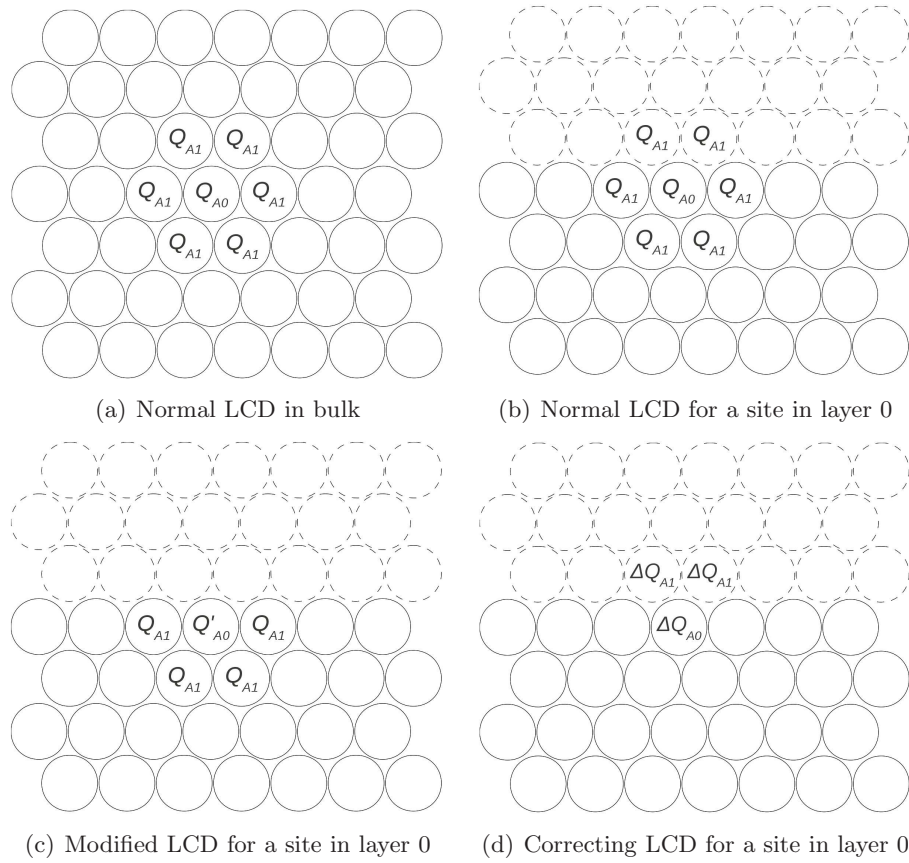 Q_A1 Q_A1
Q_A1 Q_A0 Q_A1
Q_A1 Q_A1
(a) Normal LCD in bulk
Q_A1 Q_A1
Q_A1 Q_A0 Q_A1
Q_A1 Q_A1
(b) Normal LCD for a site in layer 0
Q_A1 Q'_A0 Q_A1
Q_A1 Q_A1
(c) Modified LCD for a site in layer 0
ΔQ_A1 ΔQ_A1
ΔQ_A0
(d) Correcting LCD for a site in layer 0